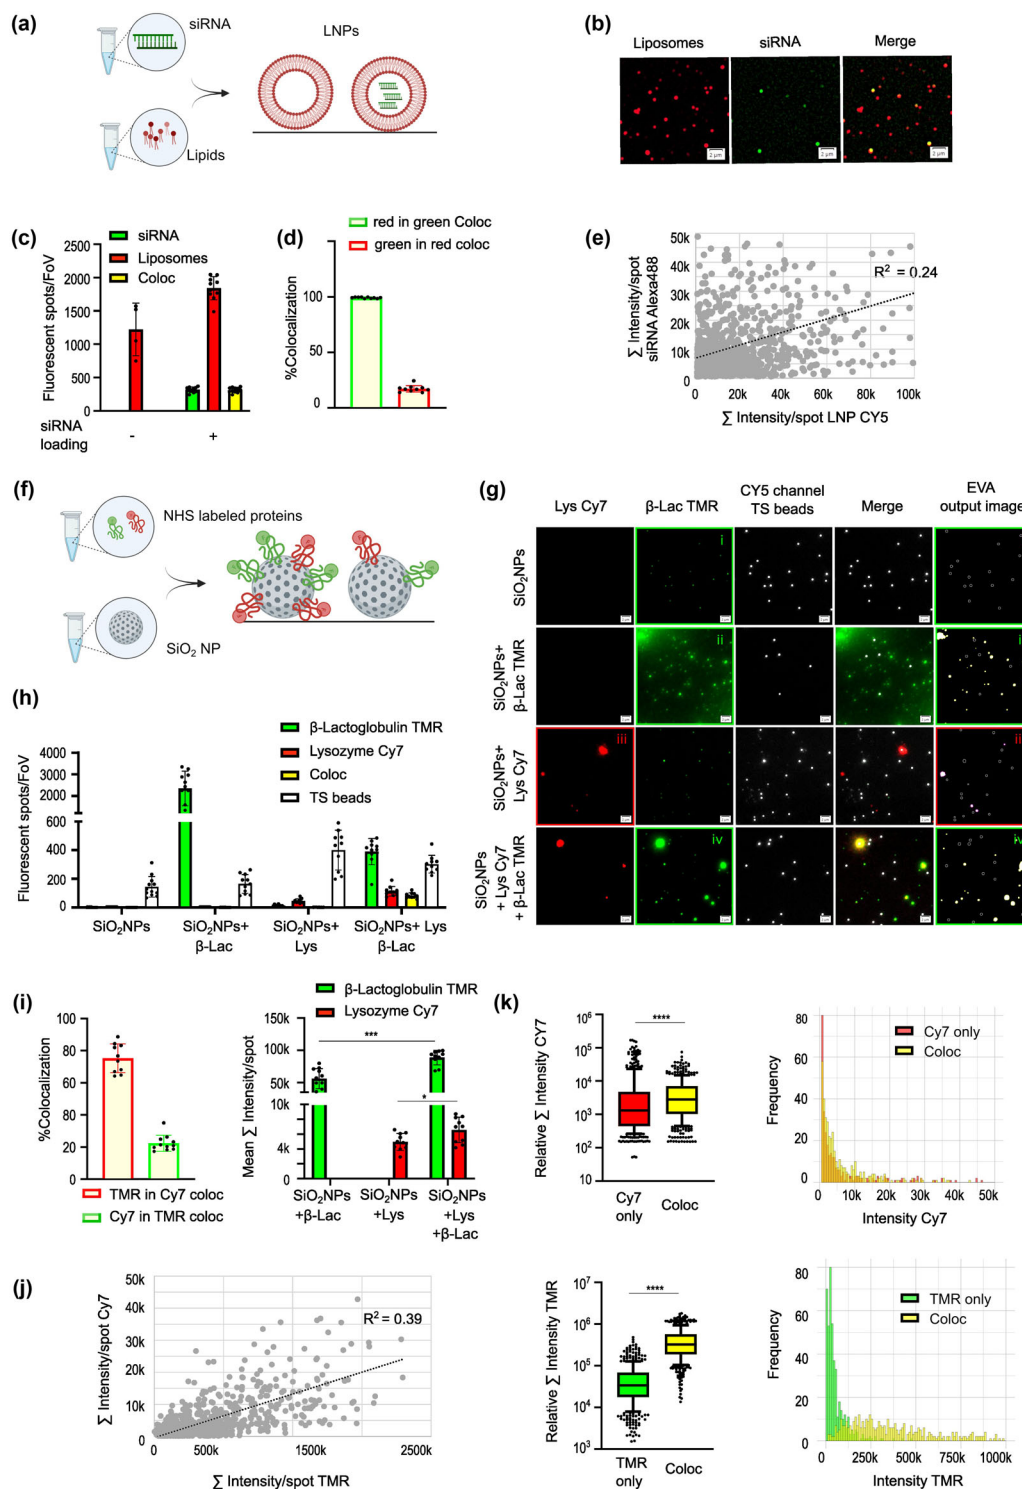 (a)
siRNA
Lipids
LNPs
(b)
Liposomes siRNA Merge
2 µm 2 µm 2 µm
(c)
siRNA
Liposomes
Coloc
Fluorescent spots/FoV
2500
2000
1500
1000
500
0
siRNA
loading
- +
(d)
red in green Coloc
green in red coloc
%Colocalization
100
50
0
(e)
Σ Intensity/spot
siRNA Alexa488
50k
40k
30k
20k
10k
0
R² = 0.24
0 20k 40k 60k 80k 100k
Σ Intensity/spot LNP CY5
(f)
NHS labeled proteins
SiO₂ NP
(g)
Lys Cy7 β-Lac TMR CY5 channel
TS beads Merge EVA
output image
SiO₂NPs
i
SiO₂NPs+
β-Lac TMR
ii
SiO₂NPs+
Lys Cy7
iii
SiO₂NPs
+ Lys Cy7
+ β-Lac TMR
iv
(h)
β-Lactoglobulin TMR
Lysozyme Cy7
Coloc
TS beads
Fluorescent spots/FoV
4000
3000
2000
1000
600
400
200
0
SiO₂NPs SiO₂NPs+
β-Lac SiO₂NPs+
Lys SiO₂NPs+ Lys
β-Lac
(i)
%Colocalization
100
80
60
40
20
0
TMR in Cy7 coloc
Cy7 in TMR coloc
β-Lactoglobulin TMR
Lysozyme Cy7
Mean Σ Intensity/spot
150k
100k
50k
10k
4k
0
***
*
SiO₂NPs
+β-Lac
SiO₂NPs
+Lys
SiO₂NPs
+Lys
+β-Lac
(j)
Σ Intensity/spot Cy7
50k
40k
30k
20k
10k
0
R² = 0.39
0 500k 1500k 2500k
Σ Intensity/spot TMR
(k)
Relative Σ Intensity CY7
10⁶
10⁵
10⁴
10³
10²
10
****
Cy7
only
Coloc
Frequency
80
60
40
20
0
Cy7 only
Coloc
0 10k 20k 30k 50k
Intensity Cy7
Relative Σ Intensity TMR
10⁷
10⁶
10⁵
10⁴
10³
****
TMR
only
Coloc
Frequency
80
60
40
20
0
TMR only
Coloc
0 250k 500k 750k 1000k
Intensity TMR